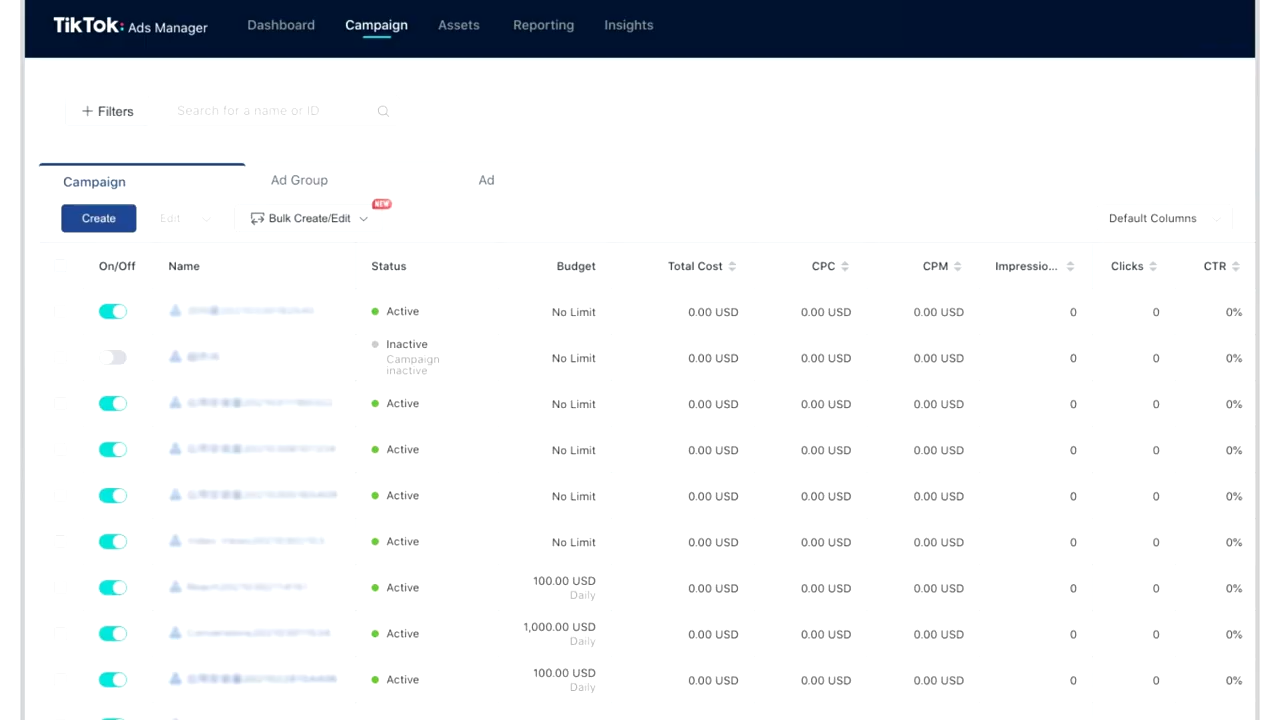 TikTok: Ads Manager Dashboard Campaign Assets Reporting Insights
+ Filters Search for a name or ID
Campaign Ad Group Ad
NEW
Create Edit Bulk Create/Edit Default Columns
On/Off Name Status Budget Total Cost CPC CPM Impressio... Clicks CTR
Active No Limit 0.00 USD 0.00 USD 0.00 USD 0 0 0%
Inactive
Campaign
inactive
No Limit 0.00 USD 0.00 USD 0.00 USD 0 0 0%
Active No Limit 0.00 USD 0.00 USD 0.00 USD 0 0 0%
Active No Limit 0.00 USD 0.00 USD 0.00 USD 0 0 0%
Active No Limit 0.00 USD 0.00 USD 0.00 USD 0 0 0%
Active No Limit 0.00 USD 0.00 USD 0.00 USD 0 0 0%
Active 100.00 USD 0.00 USD 0.00 USD 0.00 USD 0 0 0%
Daily
Active 1,000.00 USD 0.00 USD 0.00 USD 0.00 USD 0 0 0%
Daily
Active 100.00 USD 0.00 USD 0.00 USD 0.00 USD 0 0 0%
Daily